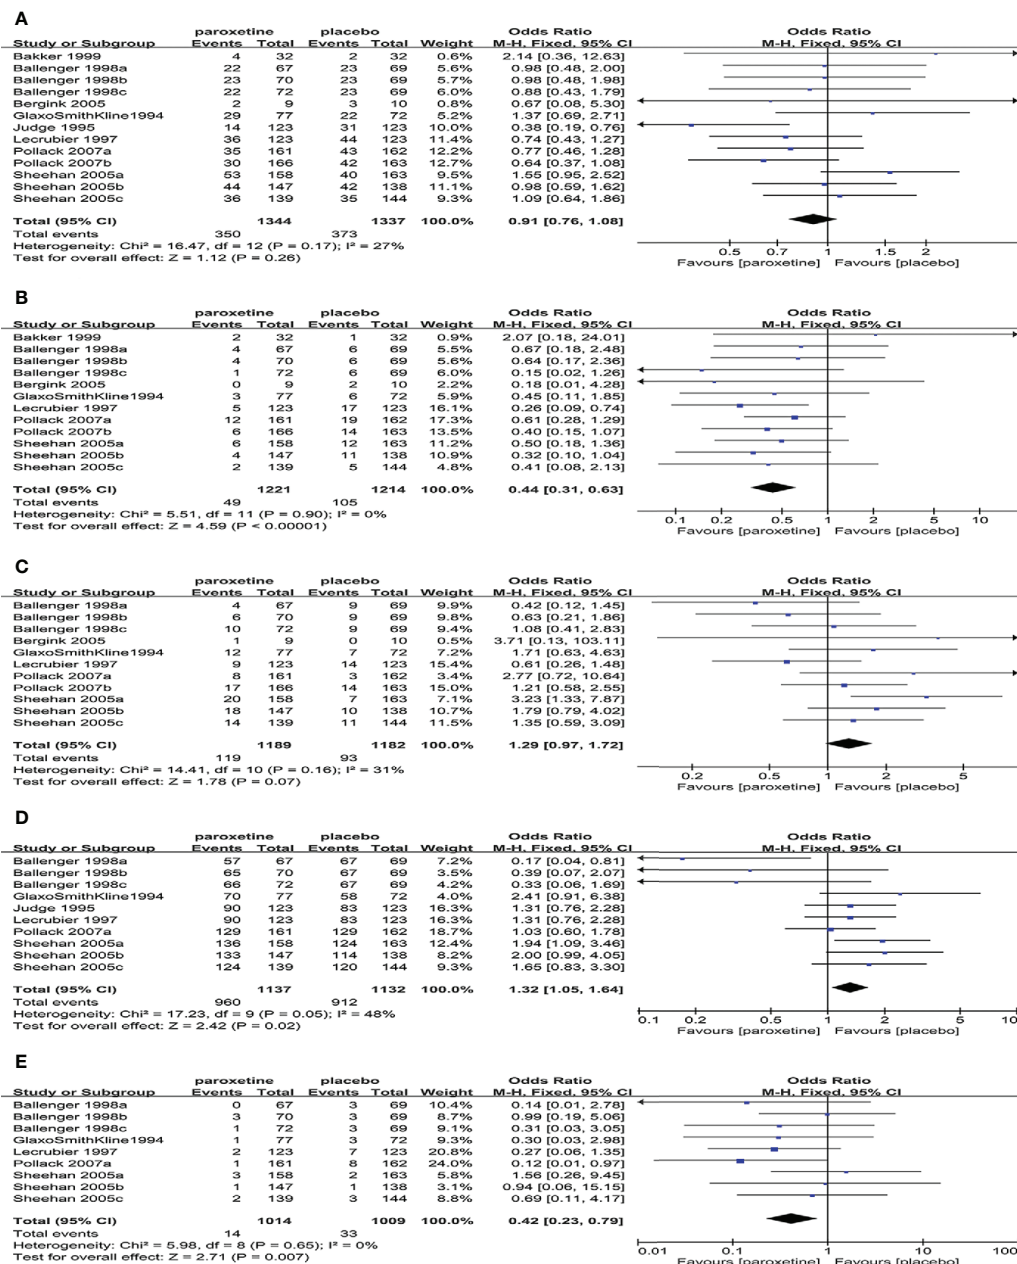 A
paroxetine placebo Odds Ratio Odds Ratio
Study or Subgroup Events Total Events Total Weight M-H, Fixed, 95% CI M-H, Fixed, 95% CI
Bakker 1999 4 32 2 32 0.6% 2.14 [0.36, 12.63]
Ballenger 1998a 22 67 23 69 5.6% 0.98 [0.48, 2.00]
Ballenger 1998b 23 70 23 69 5.8% 0.98 [0.48, 1.98]
Ballenger 1998c 22 72 23 69 6.0% 0.88 [0.43, 1.79]
Bergink 2005 2 9 3 10 0.8% 0.67 [0.08, 5.30]
GlaxoSmithKline1994 29 77 22 72 5.2% 1.37 [0.69, 2.71]
Judge 1995 14 123 31 123 10.0% 0.38 [0.19, 0.76]
Lecrubier 1997 36 123 44 123 11.4% 0.74 [0.43, 1.27]
Pollack 2007a 35 161 43 162 12.2% 0.77 [0.46, 1.28]
Pollack 2007b 30 166 42 163 12.7% 0.64 [0.37, 1.08]
Sheehan 2005a 53 158 40 163 9.5% 1.55 [0.95, 2.52]
Sheehan 2005b 44 147 42 138 11.1% 0.98 [0.59, 1.62]
Sheehan 2005c 36 139 35 144 9.3% 1.09 [0.64, 1.86]
Total (95% CI) 1344 1337 100.0% 0.91 [0.76, 1.08]
Total events 350 373
Heterogeneity: Chi² = 16.47, df = 12 (P = 0.17); I² = 27%
Test for overall effect: Z = 1.12 (P = 0.26)
0.5 0.7 1 1.5 2
Favours [paroxetine] Favours [placebo]
B
paroxetine placebo Odds Ratio Odds Ratio
Study or Subgroup Events Total Events Total Weight M-H, Fixed, 95% CI M-H, Fixed, 95% CI
Bakker 1999 2 32 1 32 0.9% 2.07 [0.18, 24.01]
Ballenger 1998a 4 67 6 69 5.5% 0.67 [0.18, 2.48]
Ballenger 1998b 4 70 6 69 5.7% 0.64 [0.17, 2.36]
Ballenger 1998c 1 72 6 69 6.0% 0.15 [0.02, 1.26]
Bergink 2005 0 9 2 10 2.2% 0.18 [0.01, 4.28]
GlaxoSmithKline1994 3 77 6 72 5.9% 0.45 [0.11, 1.85]
Lecrubier 1997 5 123 17 123 16.1% 0.26 [0.09, 0.74]
Pollack 2007a 12 161 19 162 17.3% 0.61 [0.28, 1.29]
Pollack 2007b 6 166 14 163 13.5% 0.40 [0.15, 1.07]
Sheehan 2005a 6 158 12 163 11.2% 0.50 [0.18, 1.36]
Sheehan 2005b 4 147 11 138 10.9% 0.32 [0.10, 1.04]
Sheehan 2005c 2 139 5 144 4.8% 0.41 [0.08, 2.13]
Total (95% CI) 1221 1214 100.0% 0.44 [0.31, 0.63]
Total events 49 105
Heterogeneity: Chi² = 5.51, df = 11 (P = 0.90); I² = 0%
Test for overall effect: Z = 4.59 (P < 0.00001)
0.1 0.2 0.5 1 2 5 10
Favours [paroxetine] Favours [placebo]
C
paroxetine placebo Odds Ratio Odds Ratio
Study or Subgroup Events Total Events Total Weight M-H, Fixed, 95% CI M-H, Fixed, 95% CI
Ballenger 1998a 4 67 9 69 9.9% 0.42 [0.12, 1.45]
Ballenger 1998b 6 70 9 69 9.8% 0.63 [0.21, 1.86]
Ballenger 1998c 10 72 9 69 9.6% 1.08 [0.41, 2.83]
Bergink 2005 1 9 0 10 0.5% 3.71 [0.13, 103.11]
GlaxoSmithKline1994 12 77 7 72 7.2% 1.71 [0.63, 4.63]
Lecrubier 1997 9 123 14 123 15.4% 0.61 [0.26, 1.48]
Pollack 2007a 8 161 3 162 3.4% 2.77 [0.72, 10.64]
Pollack 2007b 17 166 14 163 15.0% 1.21 [0.58, 2.55]
Sheehan 2005a 20 158 7 163 7.1% 3.23 [1.33, 7.87]
Sheehan 2005b 18 147 10 138 10.6% 1.79 [0.79, 4.02]
Sheehan 2005c 14 139 11 144 11.5% 1.35 [0.59, 3.09]
Total (95% CI) 1189 1182 100.0% 1.29 [0.97, 1.72]
Total events 119 93
Heterogeneity: Chi² = 14.41, df = 10 (P = 0.16); I² = 31%
Test for overall effect: Z = 1.78 (P = 0.07)
0.2 0.5 1 2 5
Favours [paroxetine] Favours [placebo]
D
paroxetine placebo Odds Ratio Odds Ratio
Study or Subgroup Events Total Events Total Weight M-H, Fixed, 95% CI M-H, Fixed, 95% CI
Ballenger 1998a 57 67 67 69 7.2% 0.17 [0.04, 0.81]
Ballenger 1998b 65 70 67 69 3.5% 0.39 [0.07, 2.07]
Ballenger 1998c 66 72 67 69 4.2% 0.33 [0.06, 1.69]
GlaxoSmithKline1994 70 77 58 72 4.0% 2.41 [0.91, 6.38]
Judge 1995 90 123 83 123 16.3% 1.31 [0.76, 2.28]
Lecrubier 1997 90 123 83 123 16.3% 1.31 [0.76, 2.28]
Pollack 2007a 129 161 129 162 18.7% 1.03 [0.60, 1.78]
Sheehan 2005a 136 158 124 163 12.4% 1.94 [1.09, 3.46]
Sheehan 2005b 133 147 114 138 8.2% 2.00 [0.99, 4.05]
Sheehan 2005c 124 139 120 144 9.3% 1.65 [0.83, 3.30]
Total (95% CI) 1137 1132 100.0% 1.32 [1.05, 1.64]
Total events 960 912
Heterogeneity: Chi² = 17.23, df = 9 (P = 0.05); I² = 48%
Test for overall effect: Z = 2.42 (P = 0.02)
0.1 0.2 0.5 1 2 5 10
Favours [paroxetine] Favours [placebo]
E
paroxetine placebo Odds Ratio Odds Ratio
Study or Subgroup Events Total Events Total Weight M-H, Fixed, 95% CI M-H, Fixed, 95% CI
Ballenger 1998a 0 67 3 69 10.4% 0.14 [0.01, 2.78]
Ballenger 1998b 3 70 3 69 8.7% 0.99 [0.19, 5.06]
Ballenger 1998c 1 72 3 69 9.1% 0.31 [0.03, 3.05]
GlaxoSmithKline1994 1 77 3 72 9.3% 0.30 [0.03, 2.98]
Lecrubier 1997 2 123 7 123 20.8% 0.27 [0.06, 1.35]
Pollack 2007a 1 161 8 162 24.0% 0.12 [0.01, 0.97]
Sheehan 2005a 3 158 2 163 5.8% 1.56 [0.26, 9.45]
Sheehan 2005b 1 147 1 138 3.1% 0.94 [0.06, 15.15]
Sheehan 2005c 2 139 3 144 8.8% 0.69 [0.11, 4.17]
Total (95% CI) 1014 1009 100.0% 0.42 [0.23, 0.79]
Total events 14 33
Heterogeneity: Chi² = 5.98, df = 8 (P = 0.65); I² = 0%
Test for overall effect: Z = 2.71 (P = 0.007)
0.01 0.1 1 10 100
Favours [paroxetine] Favours [placebo]